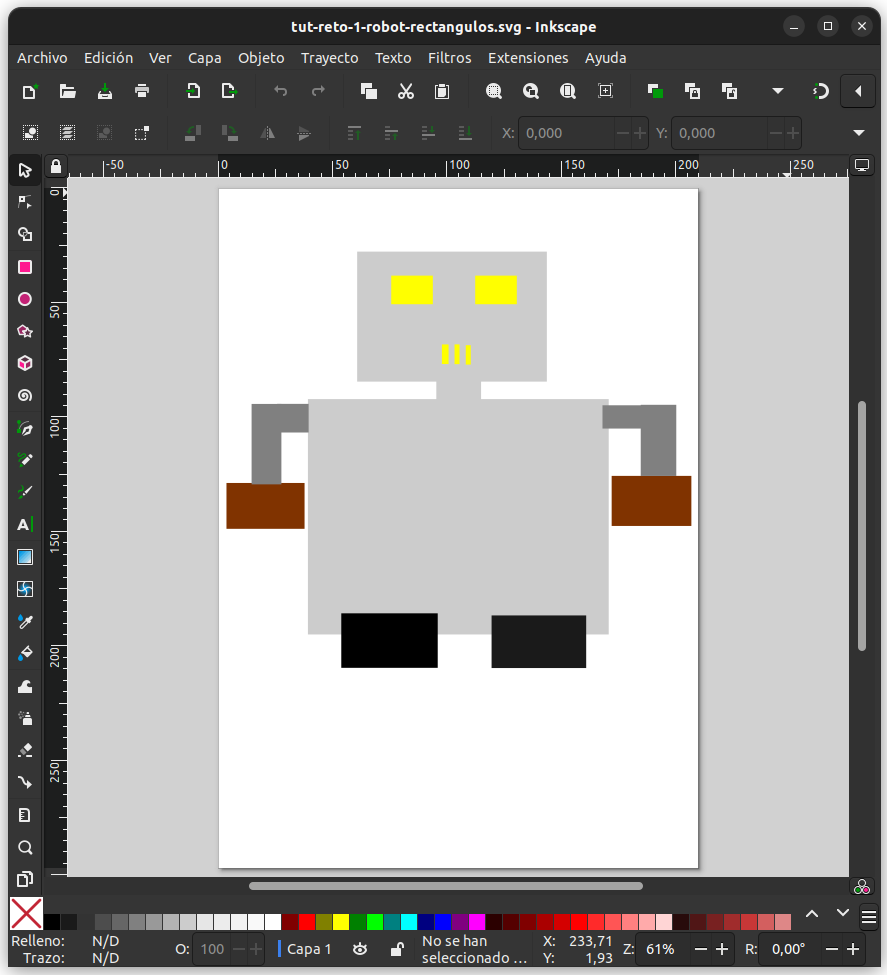 tut-reto-1-robot-rectangulos.svg - Inkscape
Archivo Edición Ver Capa Objeto Trayecto Texto Filtros Extensiones Ayuda
X: 0,000 Y: 0,000
-50 0 50 100 150 200 250
0
50
100
150
200
250
A
Relleno: N/D
Trazo: N/D
O: 100
Capa 1
No se han
seleccionado ...
X: 233,71
Y: 1,93
Z: 61%
R: 0,00°